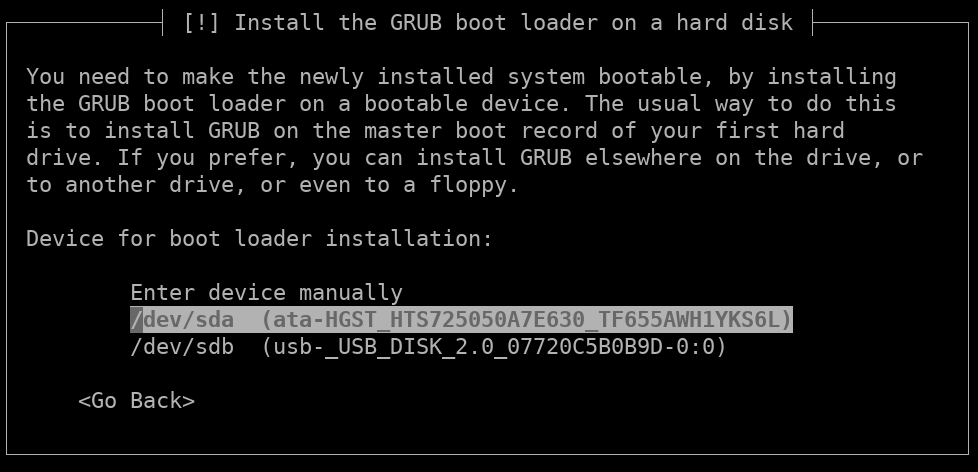 [!] Install the GRUB boot loader on a hard disk
You need to make the newly installed system bootable, by installing
the GRUB boot loader on a bootable device. The usual way to do this
is to install GRUB on the master boot record of your first hard
drive. If you prefer, you can install GRUB elsewhere on the drive, or
to another drive, or even to a floppy.
Device for boot loader installation:
Enter device manually
/dev/sda  (ata-HGST_HTS725050A7E630_TF655AWH1YKS6L)
/dev/sdb  (usb-_USB_DISK_2.0_07720C5B0B9D-0:0)
<Go Back>